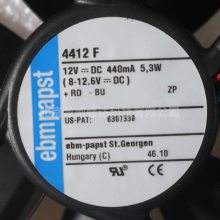 ebmpapst
4412 F
12V ⎓ DC 440mA 5,3W
(8-12.6V ⎓ DC)
+ RD - BU ZP
US-PAT: 6307338
ebm-papst St.Georgen
Hungary (C) 46.10